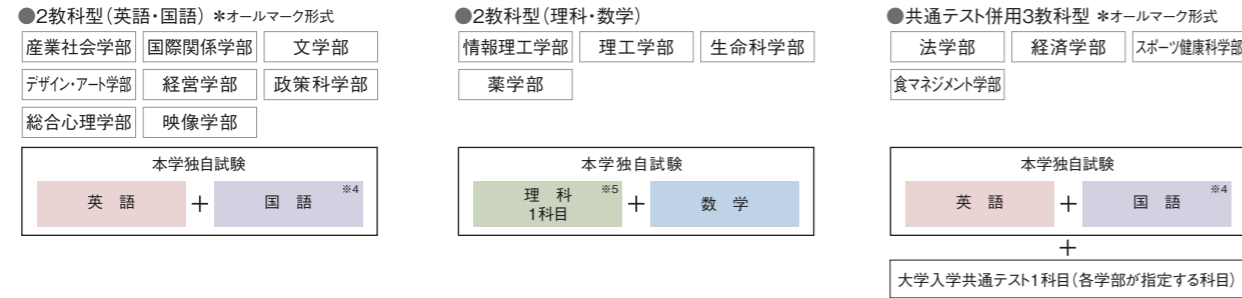 ●2教科型(英語・国語) *オールマーク形式
産業社会学部 国際関係学部 文学部
デザイン・アート学部 経営学部 政策科学部
総合心理学部 映像学部
本学独自試験
英語 + 国語 ※4
●2教科型(理科・数学)
情報理工学部 理工学部 生命科学部
薬学部
本学独自試験
理科 ※5 + 数学
1科目
●共通テスト併用3教科型 *オールマーク形式
法学部 経済学部 スポーツ健康科学部
食マネジメント学部
本学独自試験
英語 + 国語 ※4
+
大学入学共通テスト1科目(各学部が指定する科目)